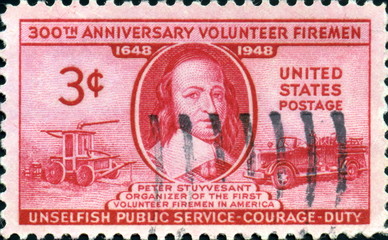 300TH ANNIVERSARY VOLUNTEER FIREMEN
1648 1948
3¢
UNITED
STATES
POSTAGE
PETER STUYVESANT
ORGANIZER OF THE FIRST
VOLUNTEER FIREMEN IN AMERICA
UNSELFISH PUBLIC SERVICE-COURAGE-DUTY